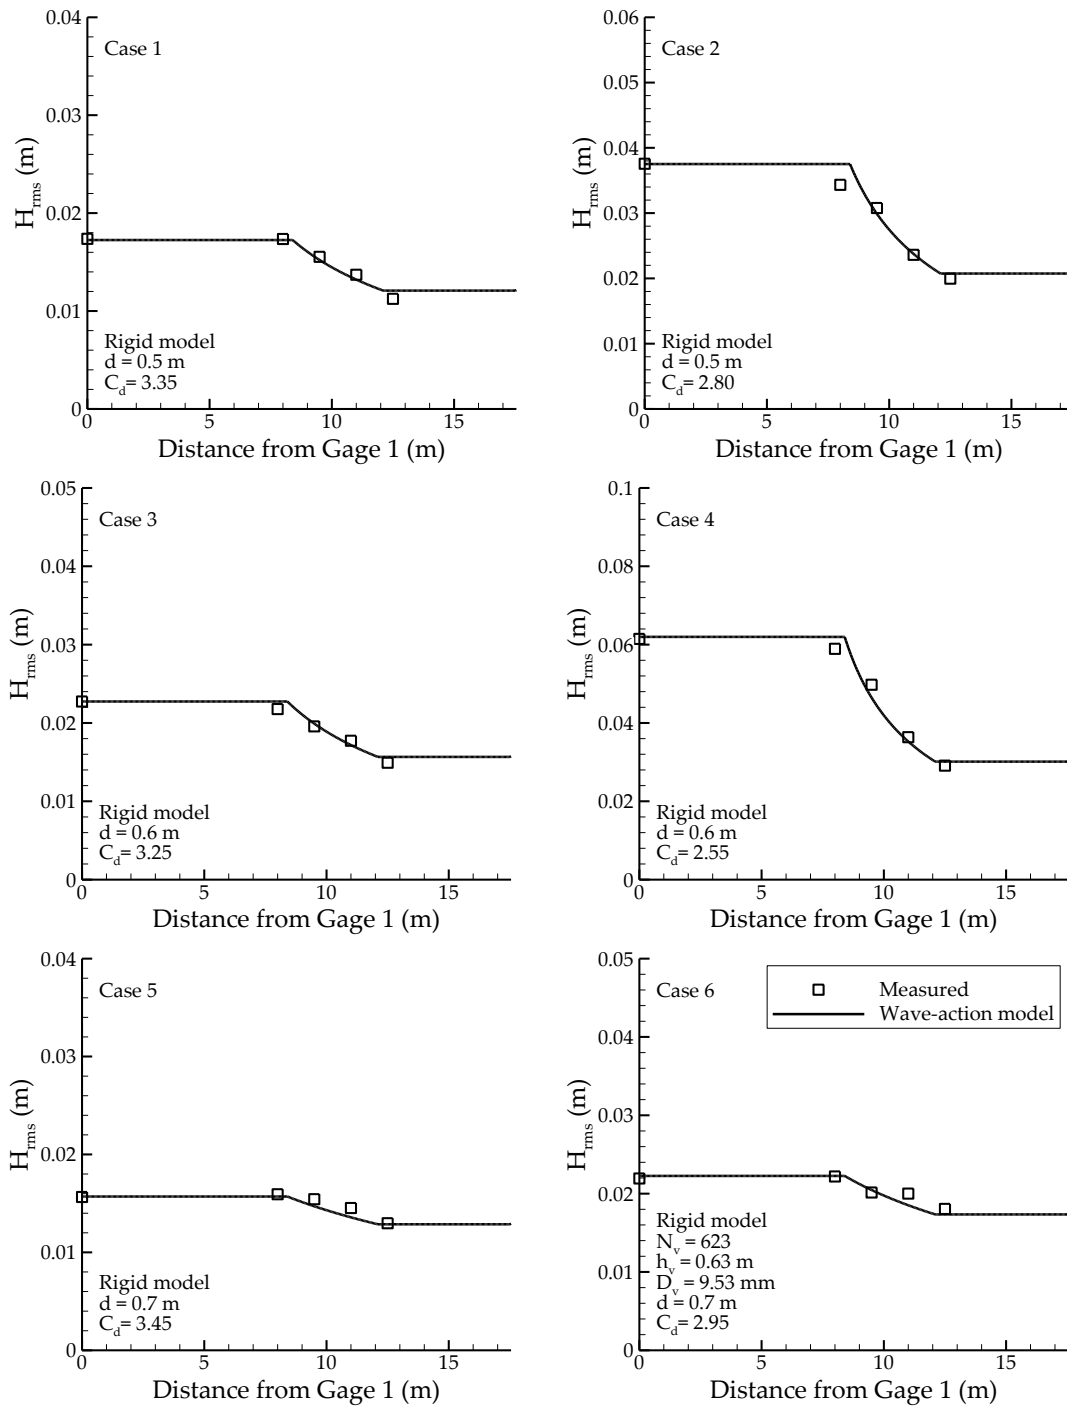 0.04
0.03
0.02
0.01
0
H_rms (m)
Case 1
Rigid model
d = 0.5 m
C_d= 3.35
0 5 10 15
Distance from Gage 1 (m)
0.06
0.05
0.04
0.03
0.02
0.01
0
H_rms (m)
Case 2
Rigid model
d = 0.5 m
C_d= 2.80
0 5 10 15
Distance from Gage 1 (m)
0.05
0.04
0.03
0.02
0.01
0
H_rms (m)
Case 3
Rigid model
d = 0.6 m
C_d= 3.25
0 5 10 15
Distance from Gage 1 (m)
0.1
0.08
0.06
0.04
0.02
0
H_rms (m)
Case 4
Rigid model
d = 0.6 m
C_d= 2.55
0 5 10 15
Distance from Gage 1 (m)
0.04
0.03
0.02
0.01
0
H_rms (m)
Case 5
Rigid model
d = 0.7 m
C_d= 3.45
0 5 10 15
Distance from Gage 1 (m)
0.05
0.04
0.03
0.02
0.01
0
H_rms (m)
Case 6
Measured
Wave-action model
Rigid model
N_v = 623
h_v = 0.63 m
D_v = 9.53 mm
d = 0.7 m
C_d= 2.95
0 5 10 15
Distance from Gage 1 (m)